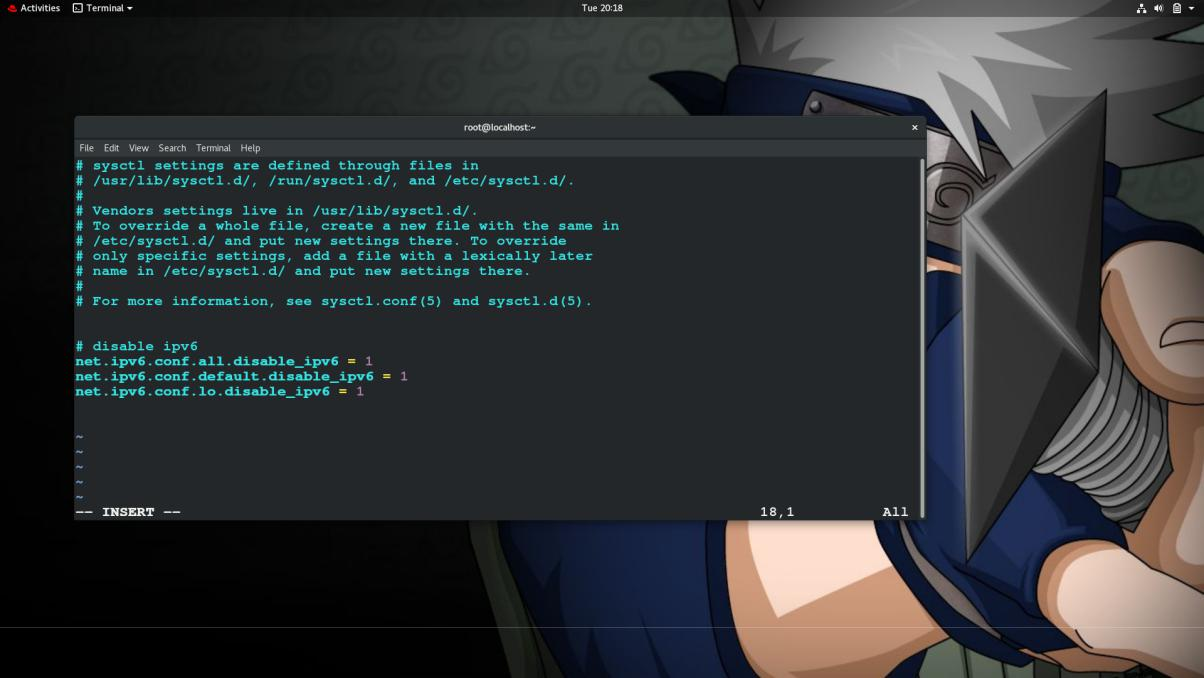 Activities Terminal Tue 20:18
root@localhost:~ ×
File Edit View Search Terminal Help
# sysctl settings are defined through files in
# /usr/lib/sysctl.d/, /run/sysctl.d/, and /etc/sysctl.d/.
#
# Vendors settings live in /usr/lib/sysctl.d/.
# To override a whole file, create a new file with the same in
# /etc/sysctl.d/ and put new settings there. To override
# only specific settings, add a file with a lexically later
# name in /etc/sysctl.d/ and put new settings there.
#
# For more information, see sysctl.conf(5) and sysctl.d(5).
# disable ipv6
net.ipv6.conf.all.disable_ipv6 = 1
net.ipv6.conf.default.disable_ipv6 = 1
net.ipv6.conf.lo.disable_ipv6 = 1
~
~
~
~
~
-- INSERT -- 18,1 All